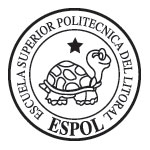 ESCUELA SUPERIOR POLITECNICA DEL LITORAL
ESPOL